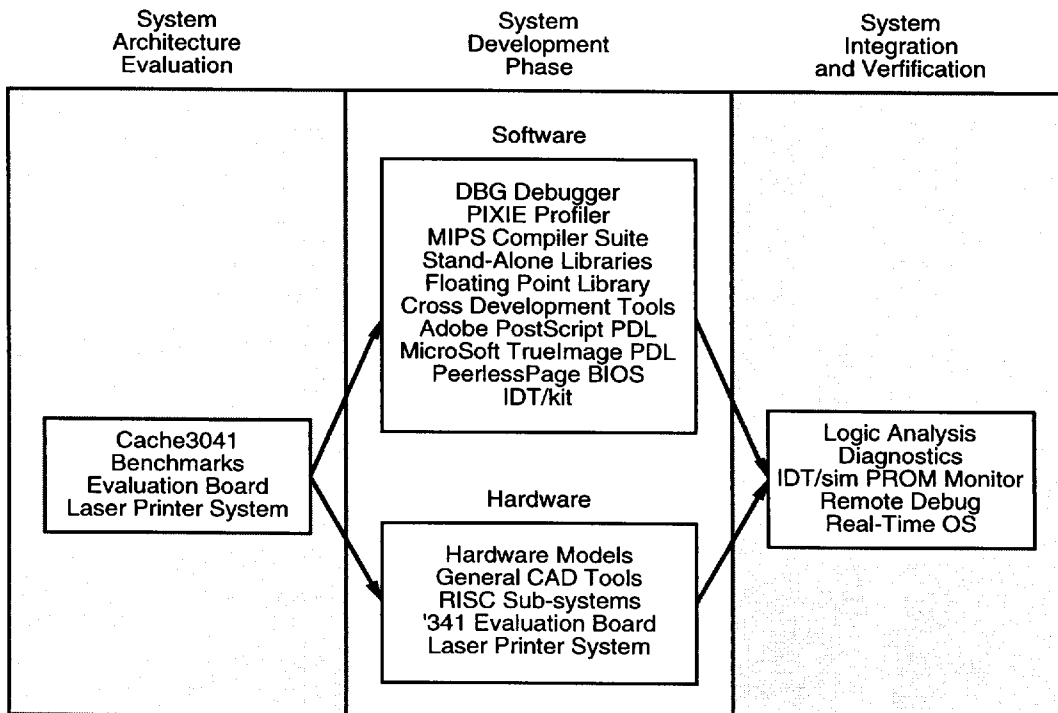 System
Architecture
Evaluation
System
Development
Phase
System
Integration
and Verfification
Software
DBG Debugger
PIXIE Profiler
MIPS Compiler Suite
Stand-Alone Libraries
Floating Point Library
Cross Development Tools
Adobe PostScript PDL
MicroSoft TrueImage PDL
PeerlessPage BIOS
IDT/kit
Cache3041
Benchmarks
Evaluation Board
Laser Printer System
Hardware
Hardware Models
General CAD Tools
RISC Sub-systems
'341 Evaluation Board
Laser Printer System
Logic Analysis
Diagnostics
IDT/sim PROM Monitor
Remote Debug
Real-Time OS